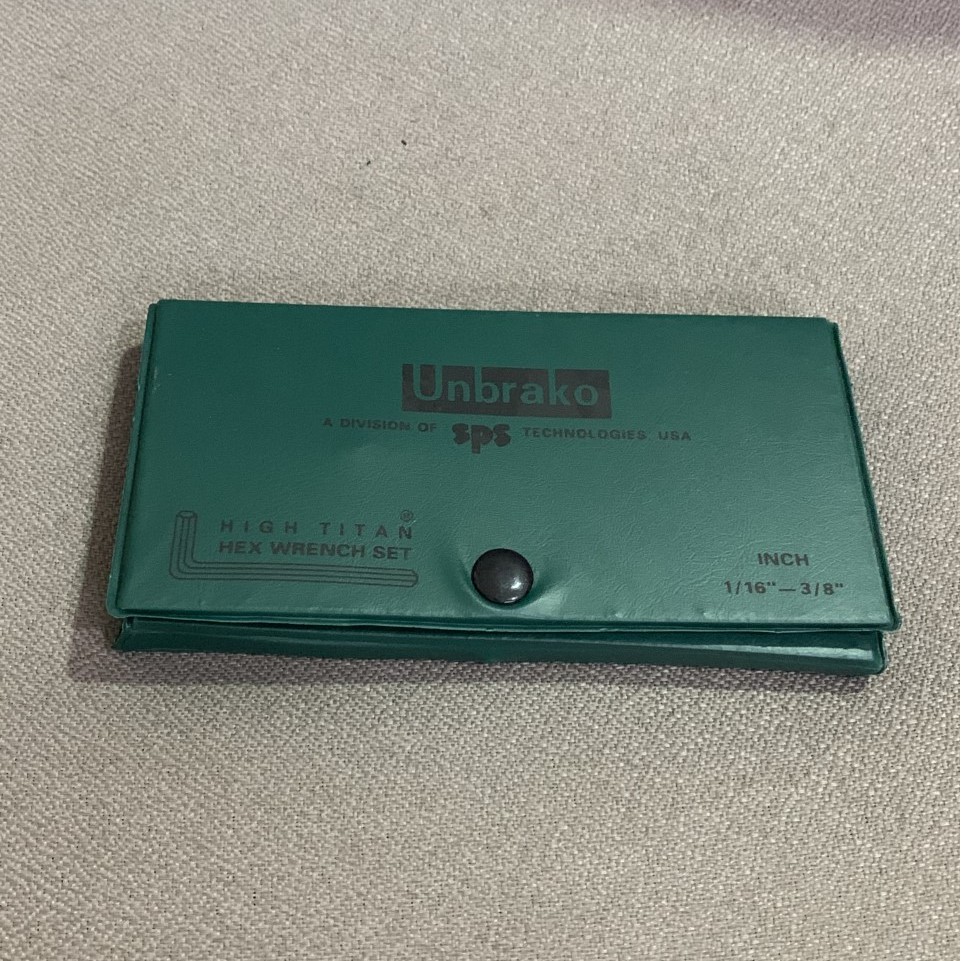 Unbrako
A DIVISION OF sps TECHNOLOGIES, USA
HIGH TITAN®
HEX WRENCH SET
INCH
1/16"—3/8"